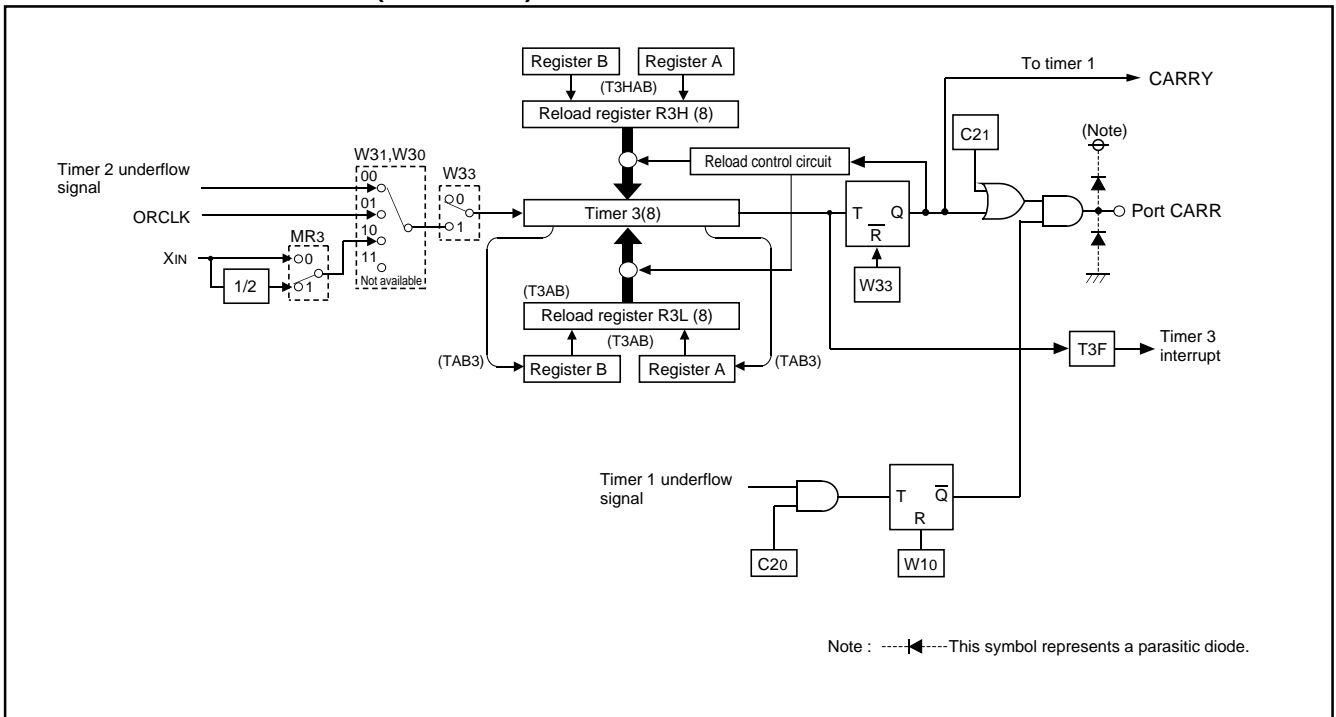 Register B
Register A
(T3HAB)
Reload register R3H (8)
To timer 1
CARRY
C21
(Note)
Reload control circuit
Timer 2 underflow
signal
W31,W30
W33
00
01
10
11
Not available
0
1
ORCLK
MR3
0
1
XIN
1/2
Timer 3(8)
T
Q
R
W33
Port CARR
(T3AB)
Reload register R3L (8)
(T3AB)
(TAB3)
Register B
Register A
(TAB3)
T3F
Timer 3
interrupt
Timer 1 underflow
signal
T
Q
R
C20
W10
Note :
This symbol represents a parasitic diode.